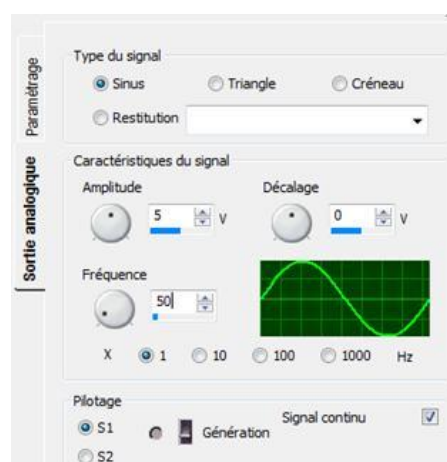 Paramètrage
Sortie analogique
Type du signal
Sinus
Triangle
Créneau
Restitution
Caractéristiques du signal
Amplitude
Décalage
5 V
0 V
Fréquence
50
X 1 10 100 1000 Hz
Pilotage
S1
Génération
Signal continu
S2